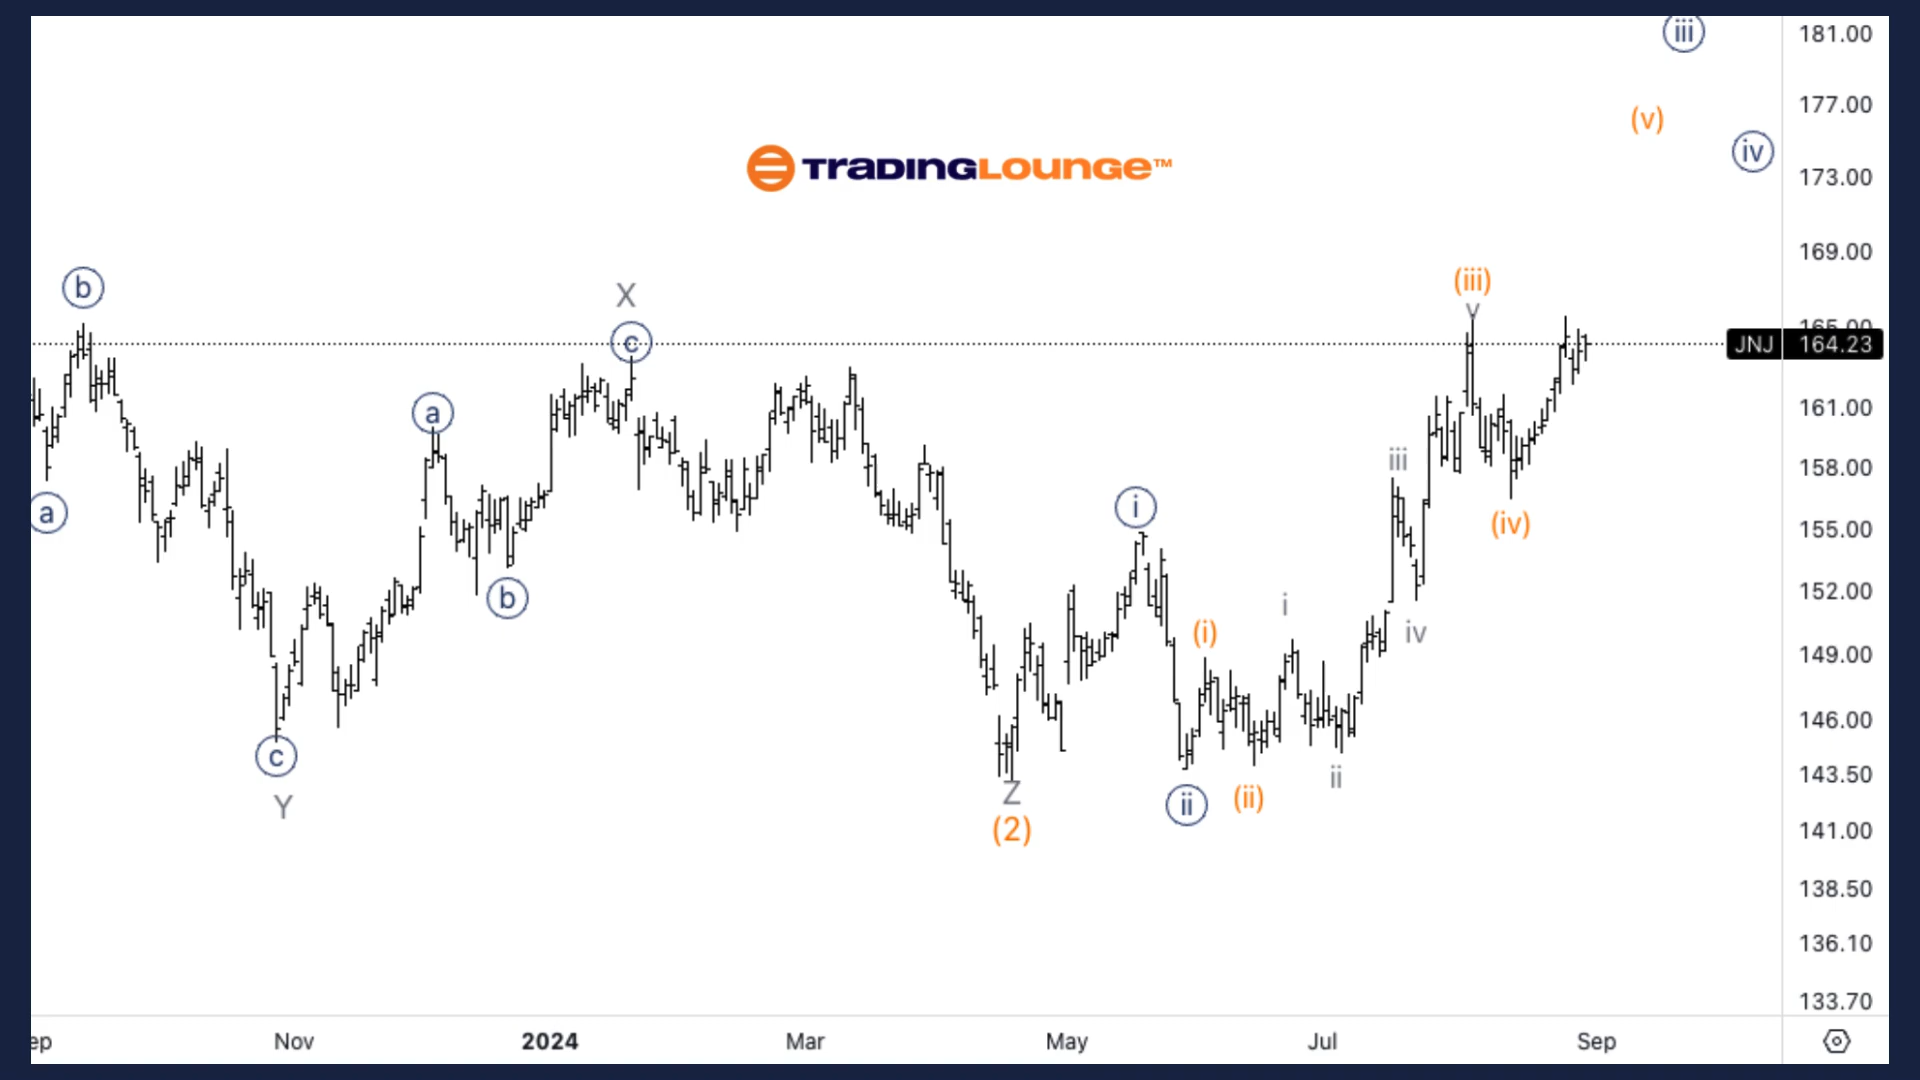 iii
181.00
177.00
(v)
iv
TRADINGLOUNGE™
173.00
169.00
b
X
(iii)
v
165.00
c
JNJ 164.23
a
161.00
iii
158.00
a
i
(iv)
155.00
b
i
152.00
(i)
iv
149.00
146.00
c
ii
143.50
Y
Z
ii
(ii)
(2)
141.00
138.50
136.10
133.70
ep Nov 2024 Mar May Jul Sep